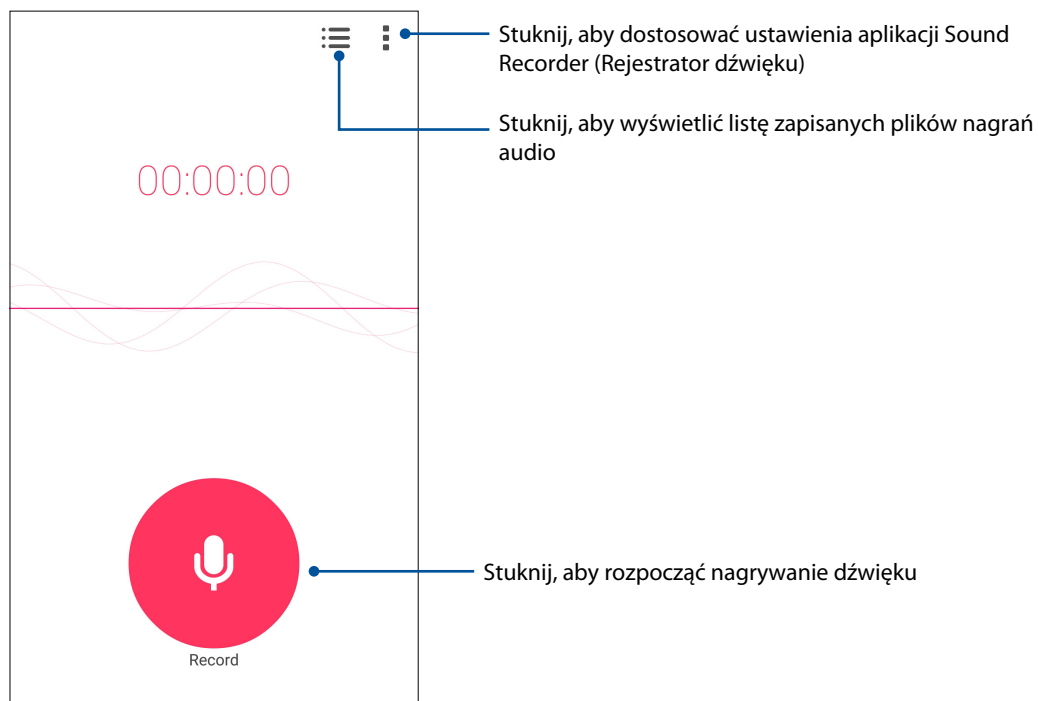 Stuknij, aby dostosować ustawienia aplikacji Sound
Recorder (Rejestrator dźwięku)
Stuknij, aby wyświetlić listę zapisanych plików nagrań
audio
00:00:00
Stuknij, aby rozpocząć nagrywanie dźwięku
Record